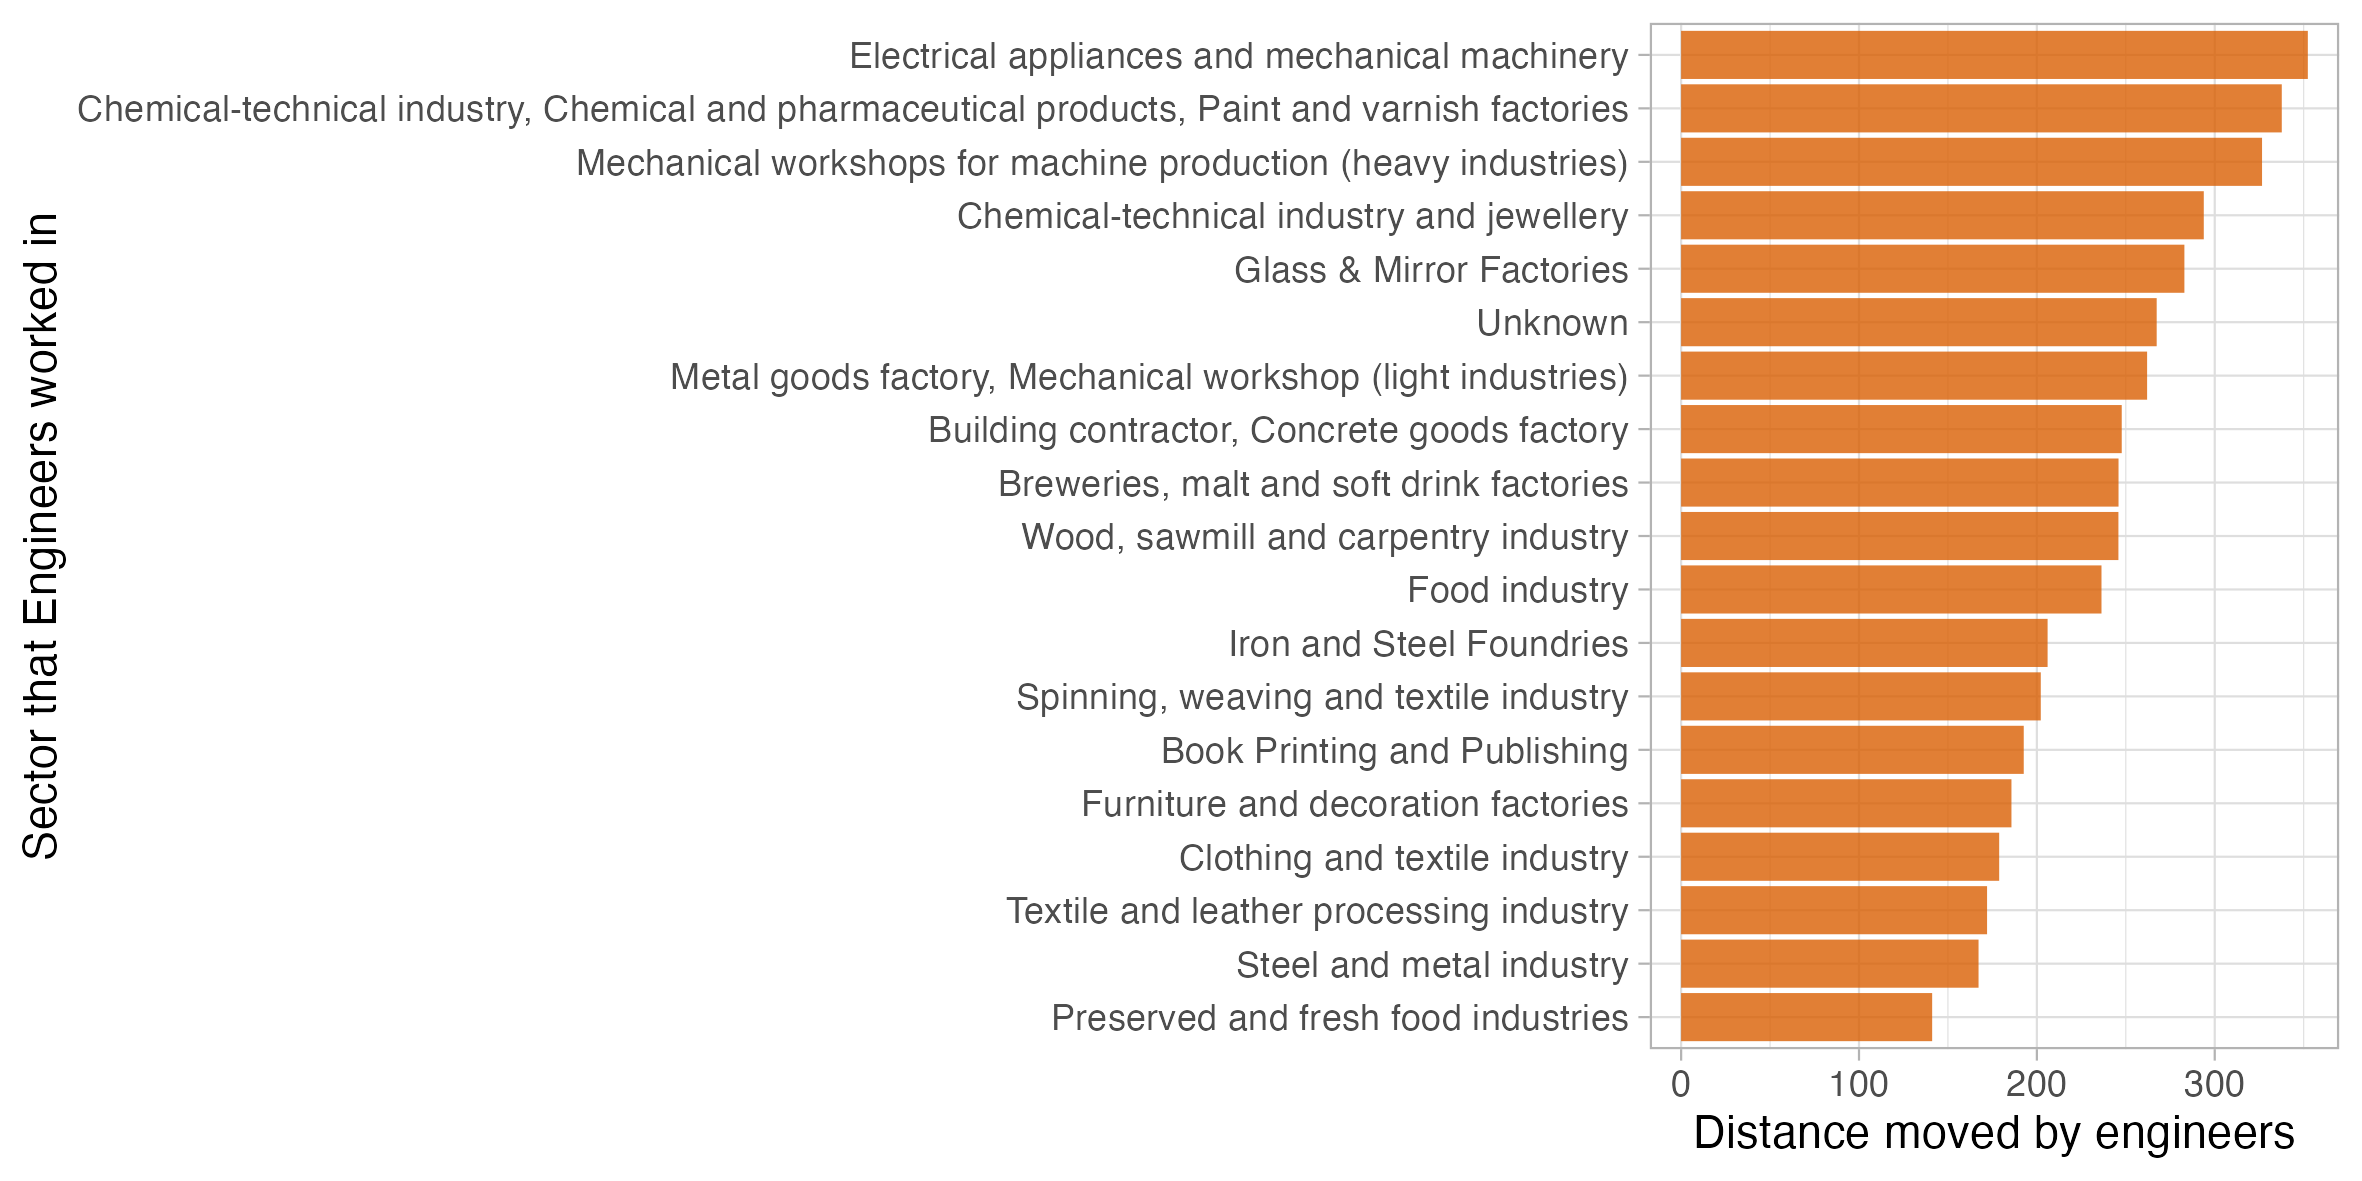 Sector that Engineers worked in
Electrical appliances and mechanical machinery
Chemical-technical industry, Chemical and pharmaceutical products, Paint and varnish factories
Mechanical workshops for machine production (heavy industries)
Chemical-technical industry and jewellery
Glass & Mirror Factories
Unknown
Metal goods factory, Mechanical workshop (light industries)
Building contractor, Concrete goods factory
Breweries, malt and soft drink factories
Wood, sawmill and carpentry industry
Food industry
Iron and Steel Foundries
Spinning, weaving and textile industry
Book Printing and Publishing
Furniture and decoration factories
Clothing and textile industry
Textile and leather processing industry
Steel and metal industry
Preserved and fresh food industries
0 100 200 300
Distance moved by engineers